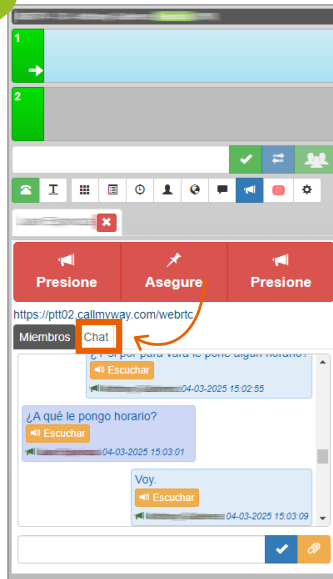 1
2
Presione
Asegure
Presione
https://ptt02.callmyway.com/webrtc
Miembros
Chat
Escuchar
04-03-2025 15:02:55
¿A qué le pongo horario?
Escuchar
04-03-2025 15:03:01
Voy.
Escuchar
04-03-2025 15:03:09